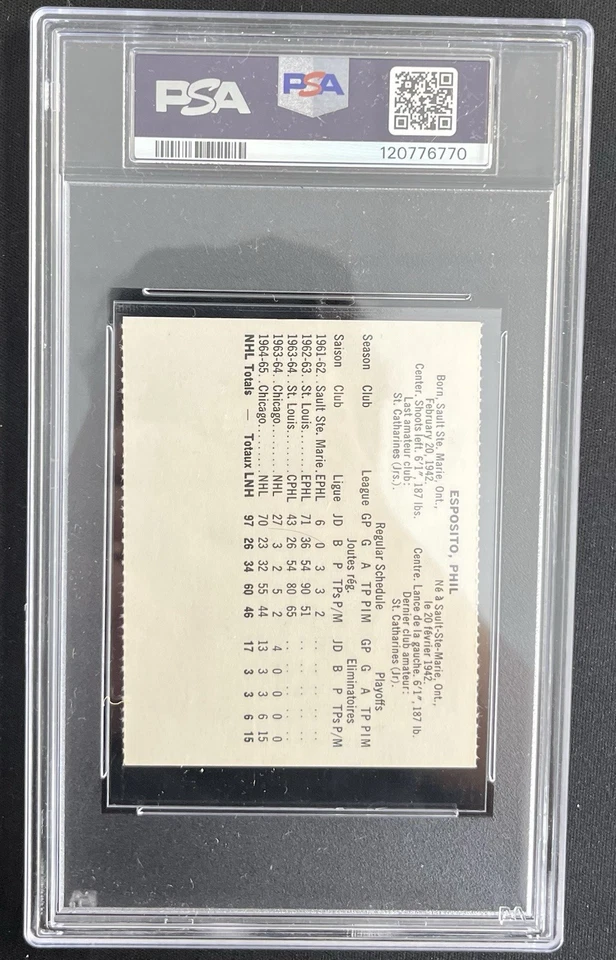 PSA
PSA
120776770
ESPOSITO, PHIL
Born, Sault Ste. Marie, Ont.,
February 20, 1942.
Center. Shoots left. 6'1", 187 lbs.
Last amateur club:
St. Catharines (Jrs.).
Né à Sault-Ste-Marie, Ont.,
le 20 février 1942.
Centre. Lance de la gauche. 6'1", 187 lb.
Dernier club amateur:
St. Catharines (Jr).
Regular Schedule Playoffs
Season Club League GP G A TP PIM GP G A TP PIM
Joutes rég. Eliminatoires
Saison Club Ligue JD B P TPs P/M JD B P TPs P/M
1961-62. .Sault Ste. Marie. EPHL 6 0 3 3 2 .. .. .. .. ..
1962-63. .St. Louis........EPHL 71 36 54 90 51 .. .. .. .. ..
1963-64. .St. Louis........CPHL 43 26 54 80 65 .. .. .. .. ..
1963-64. .Chicago.........NHL 27 3 2 5 2 4 0 0 0 0
1964-65. .Chicago.........NHL 70 23 32 55 44 13 3 3 6 15
NHL Totals — Totaux LNH 97 26 34 60 46 17 3 3 6 15